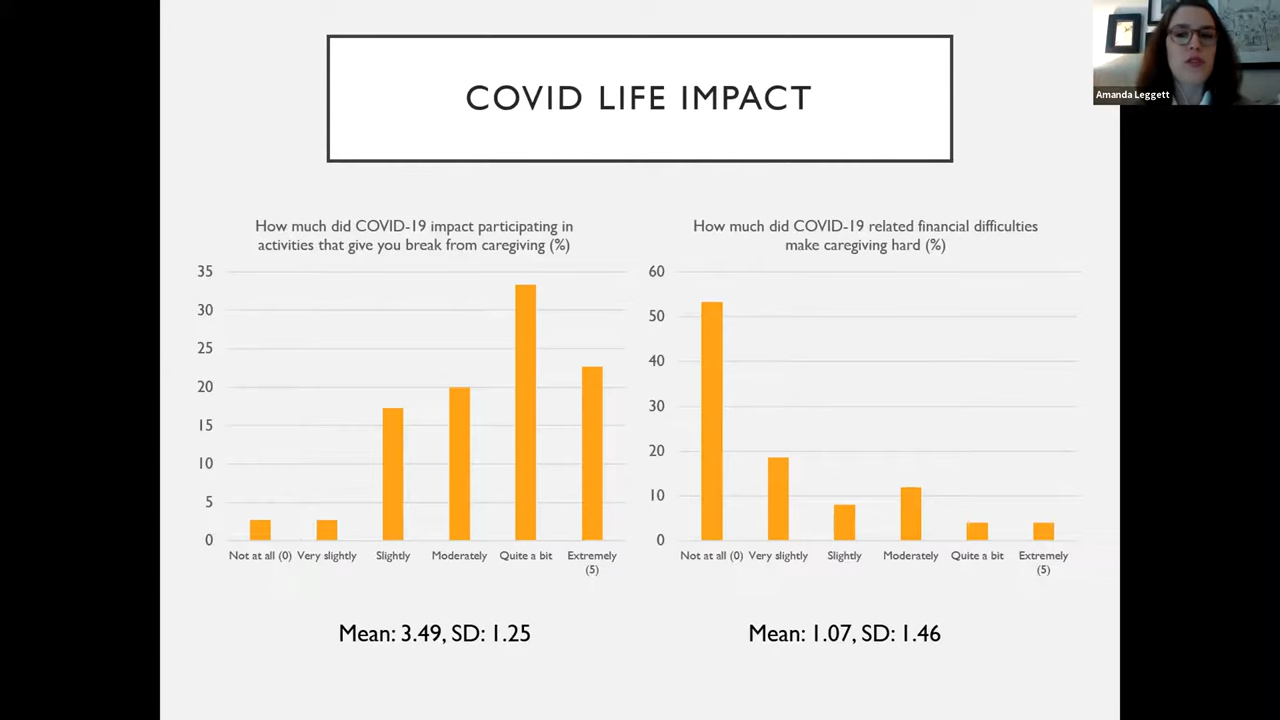 COVID LIFE IMPACT
Amanda Leggett
How much did COVID-19 impact participating in
activities that give you break from caregiving (%)
35
30
25
20
15
10
5
0
Not at all (0) Very slightly Slightly Moderately Quite a bit Extremely
(5)
Mean: 3.49, SD: 1.25
How much did COVID-19 related financial difficulties
make caregiving hard (%)
60
50
40
30
20
10
0
Not at all (0) Very slightly Slightly Moderately Quite a bit Extremely
(5)
Mean: 1.07, SD: 1.46